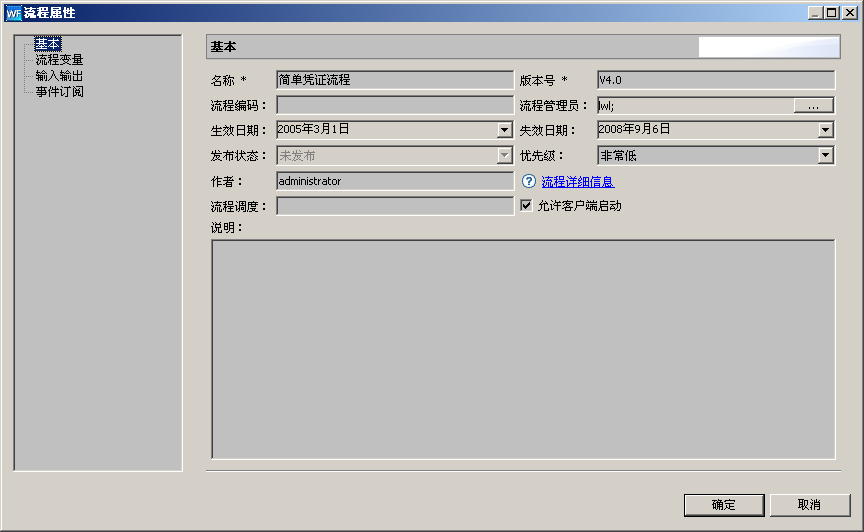 WF 流程属性
基本
流程变量
输入输出
事件订阅
基本
名称 * 简单凭证流程 版本号 * V4.0
流程编码： 流程管理员： lwl; ...
生效日期： 2005年3月1日 失效日期： 2008年9月6日
发布状态： 未发布 优先级： 非常低
作者： administrator ? 流程详细信息
流程调度： 允许客户端启动
说明：
确定 取消